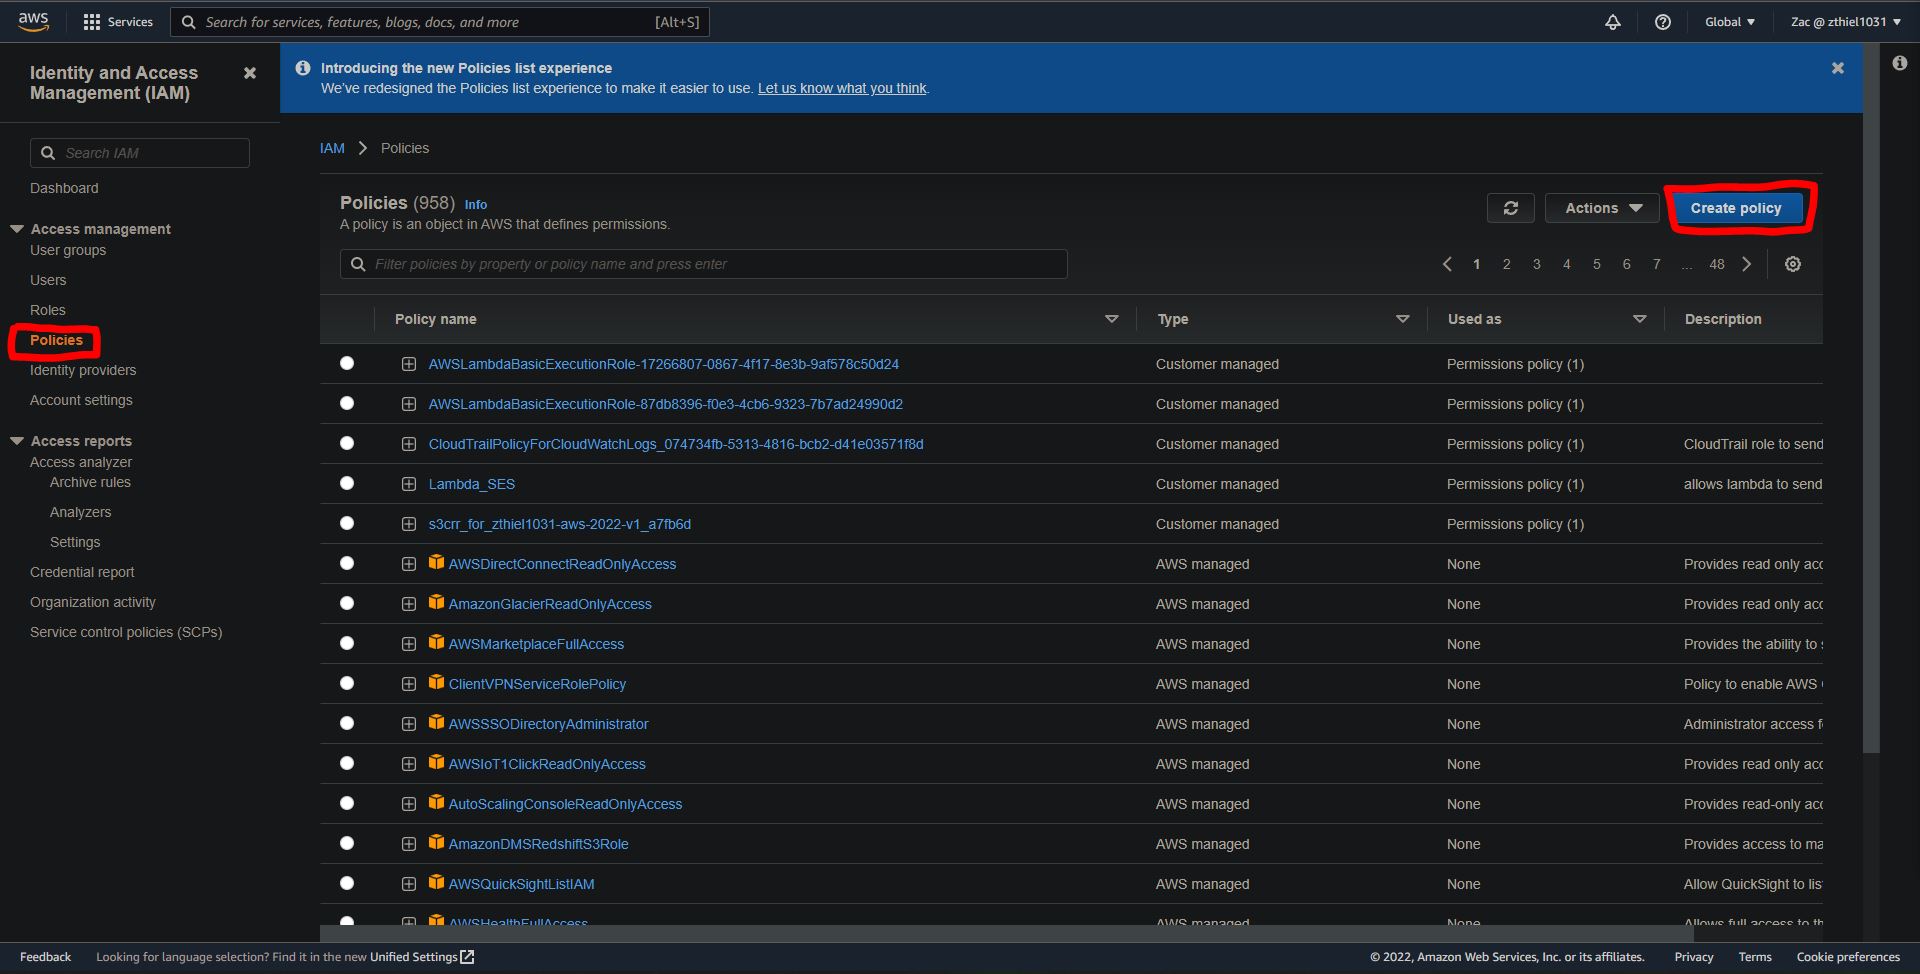 aws
Services
Search for services, features, blogs, docs, and more
[Alt+S]
Global
Zac @ zthiel1031
Identity and Access
Management (IAM)
Search IAM
Dashboard
Access management
User groups
Users
Roles
Policies
Identity providers
Account settings
Access reports
Access analyzer
Archive rules
Analyzers
Settings
Credential report
Organization activity
Service control policies (SCPs)
Introducing the new Policies list experience
We've redesigned the Policies list experience to make it easier to use. Let us know what you think.
IAM > Policies
Policies (958) Info
A policy is an object in AWS that defines permissions.
Actions
Create policy
Filter policies by property or policy name and press enter
1 2 3 4 5 6 7 ... 48
Policy name Type Used as Description
AWSLambdaBasicExecutionRole-17266807-0867-4f17-8e3b-9af578c50d24 Customer managed Permissions policy (1)
AWSLambdaBasicExecutionRole-87db8396-f0e3-4cb6-9323-7b7ad24990d2 Customer managed Permissions policy (1)
CloudTrailPolicyForCloudWatchLogs_074734fb-5313-4816-bcb2-d41e03571f8d Customer managed Permissions policy (1) CloudTrail role to send
Lambda_SES Customer managed Permissions policy (1) allows lambda to send
s3crr_for_zthiel1031-aws-2022-v1_a7fb6d Customer managed Permissions policy (1)
AWSDirectConnectReadOnlyAccess AWS managed None Provides read only acc
AmazonGlacierReadOnlyAccess AWS managed None Provides read only acc
AWSMarketplaceFullAccess AWS managed None Provides the ability to s
ClientVPNServiceRolePolicy AWS managed None Policy to enable AWS
AWSSSODirectoryAdministrator AWS managed None Administrator access f
AWSIoT1ClickReadOnlyAccess AWS managed None Provides read only acc
AutoScalingConsoleReadOnlyAccess AWS managed None Provides read-only acc
AmazonDMSRedshiftS3Role AWS managed None Provides access to ma
AWSQuickSightListIAM AWS managed None Allow QuickSight to lis
AWSHealthFullAccess AWS managed None Allows full access to th
Feedback
Looking for language selection? Find it in the new Unified Settings
© 2022, Amazon Web Services, Inc. or its affiliates.
Privacy
Terms
Cookie preferences